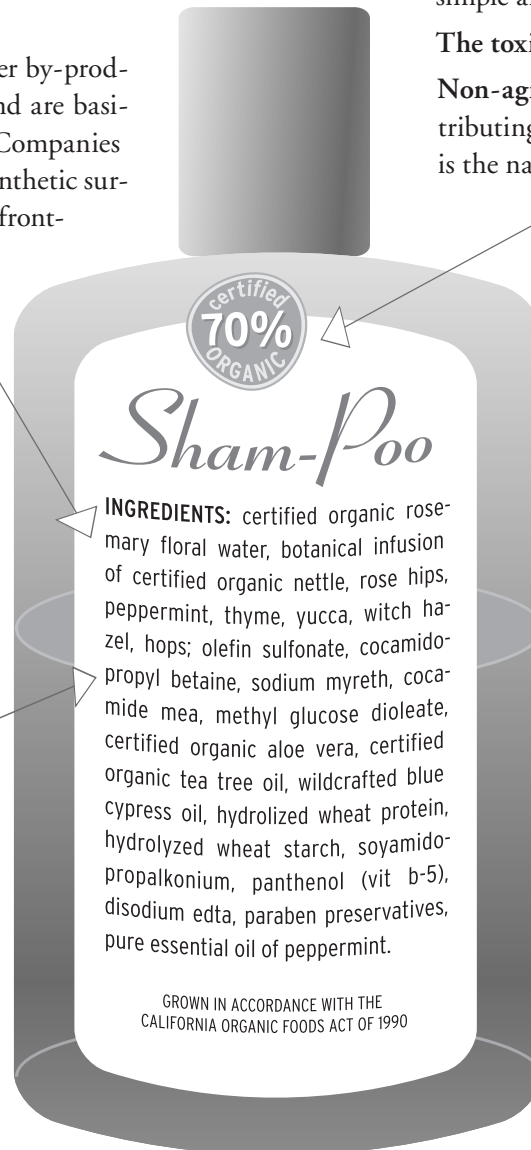 er by-prod-
nd are basi-
Companies
nthetic sur-
front-
simple a
The toxi
Non-ag
tributing
is the na
certified
70%
ORGANIC
Sham-Poo
INGREDIENTS: certified organic rose-
mary floral water, botanical infusion
of certified organic nettle, rose hips,
peppermint, thyme, yucca, witch ha-
zel, hops; olefin sulfonate, cocamido-
propyl betaine, sodium myreth, coca-
mide mea, methyl glucose dioleate,
certified organic aloe vera, certified
organic tea tree oil, wildcrafted blue
cypress oil, hydrolized wheat protein,
hydrolyzed wheat starch, soyamido-
propalkonium, panthenol (vit b-5),
disodium edta, paraben preservatives,
pure essential oil of peppermint.
GROWN IN ACCORDANCE WITH THE
CALIFORNIA ORGANIC FOODS ACT OF 1990